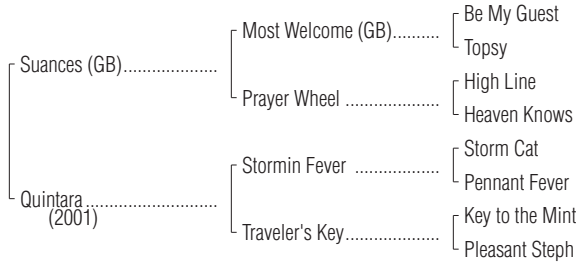 Be My Guest
Most Welcome (GB)..........
Topsy
Suances (GB)....................
High Line
Prayer Wheel ....................
Heaven Knows
Storm Cat
Stormin Fever ..................
Pennant Fever
Quintara............................
(2001)
Key to the Mint
Traveler's Key....................
Pleasant Steph